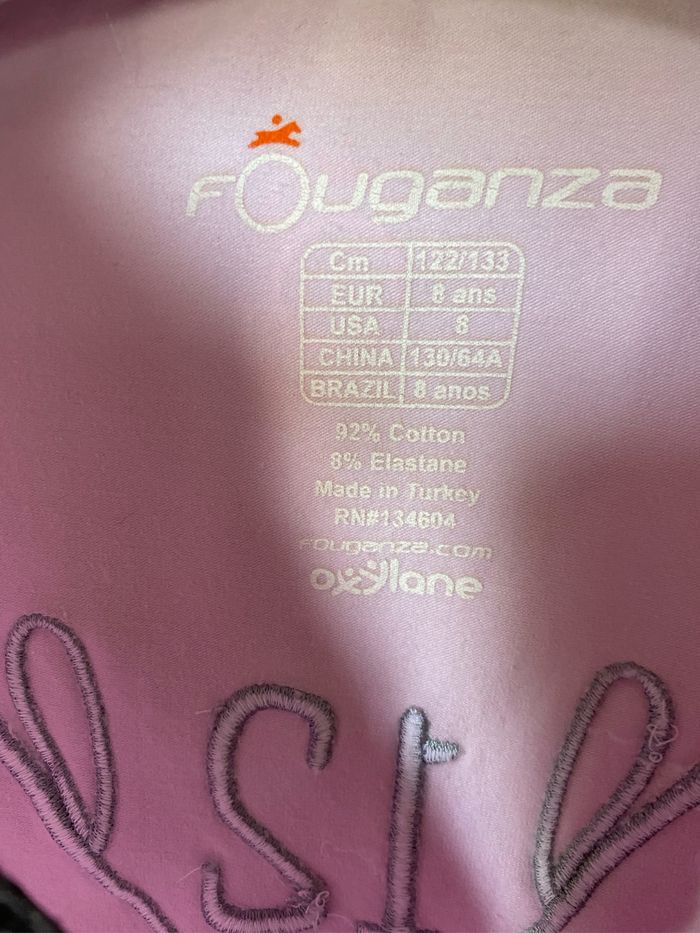 FOuganza
Cm 122/133
EUR 8 ans
USA 8
CHINA 130/64A
BRAZIL 8 anos
92% Cotton
8% Elastane
Made in Turkey
RN#134604
FOuganza.com
oxylane